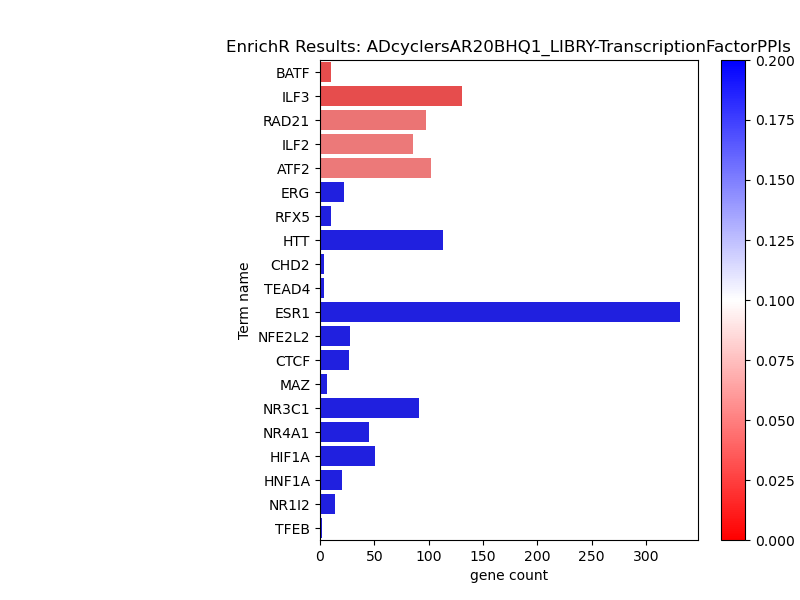 EnrichR Results: ADcyclersAR20BHQ1_LIBRY-TranscriptionFactorPPIs
BATF
ILF3
RAD21
ILF2
ATF2
ERG
RFX5
HTT
CHD2
TEAD4
ESR1
NFE2L2
CTCF
MAZ
NR3C1
NR4A1
HIF1A
HNF1A
NR1I2
TFEB
Term name
0 50 100 150 200 250 300
gene count
0.200
0.175
0.150
0.125
0.100
0.075
0.050
0.025
0.000